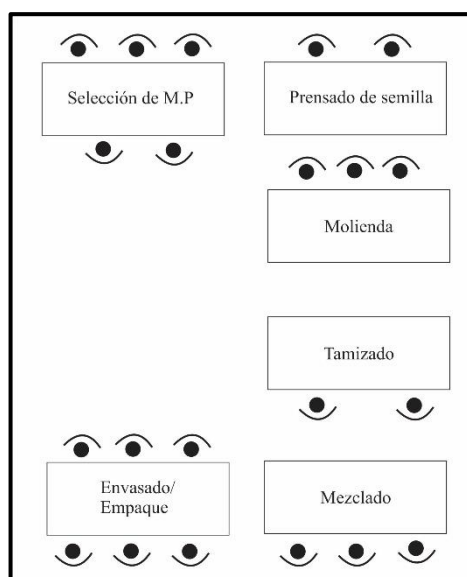 Selección de M.P
Prensado de semilla
Molienda
Tamizado
Envasado/
Empaque
Mezclado